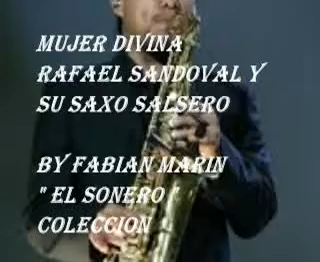 MUJER DIVINA
RAFAEL SANDOVAL Y
SU SAXO SALSERO
BY FABIAN MARIN
" EL SONERO "
COLECCION